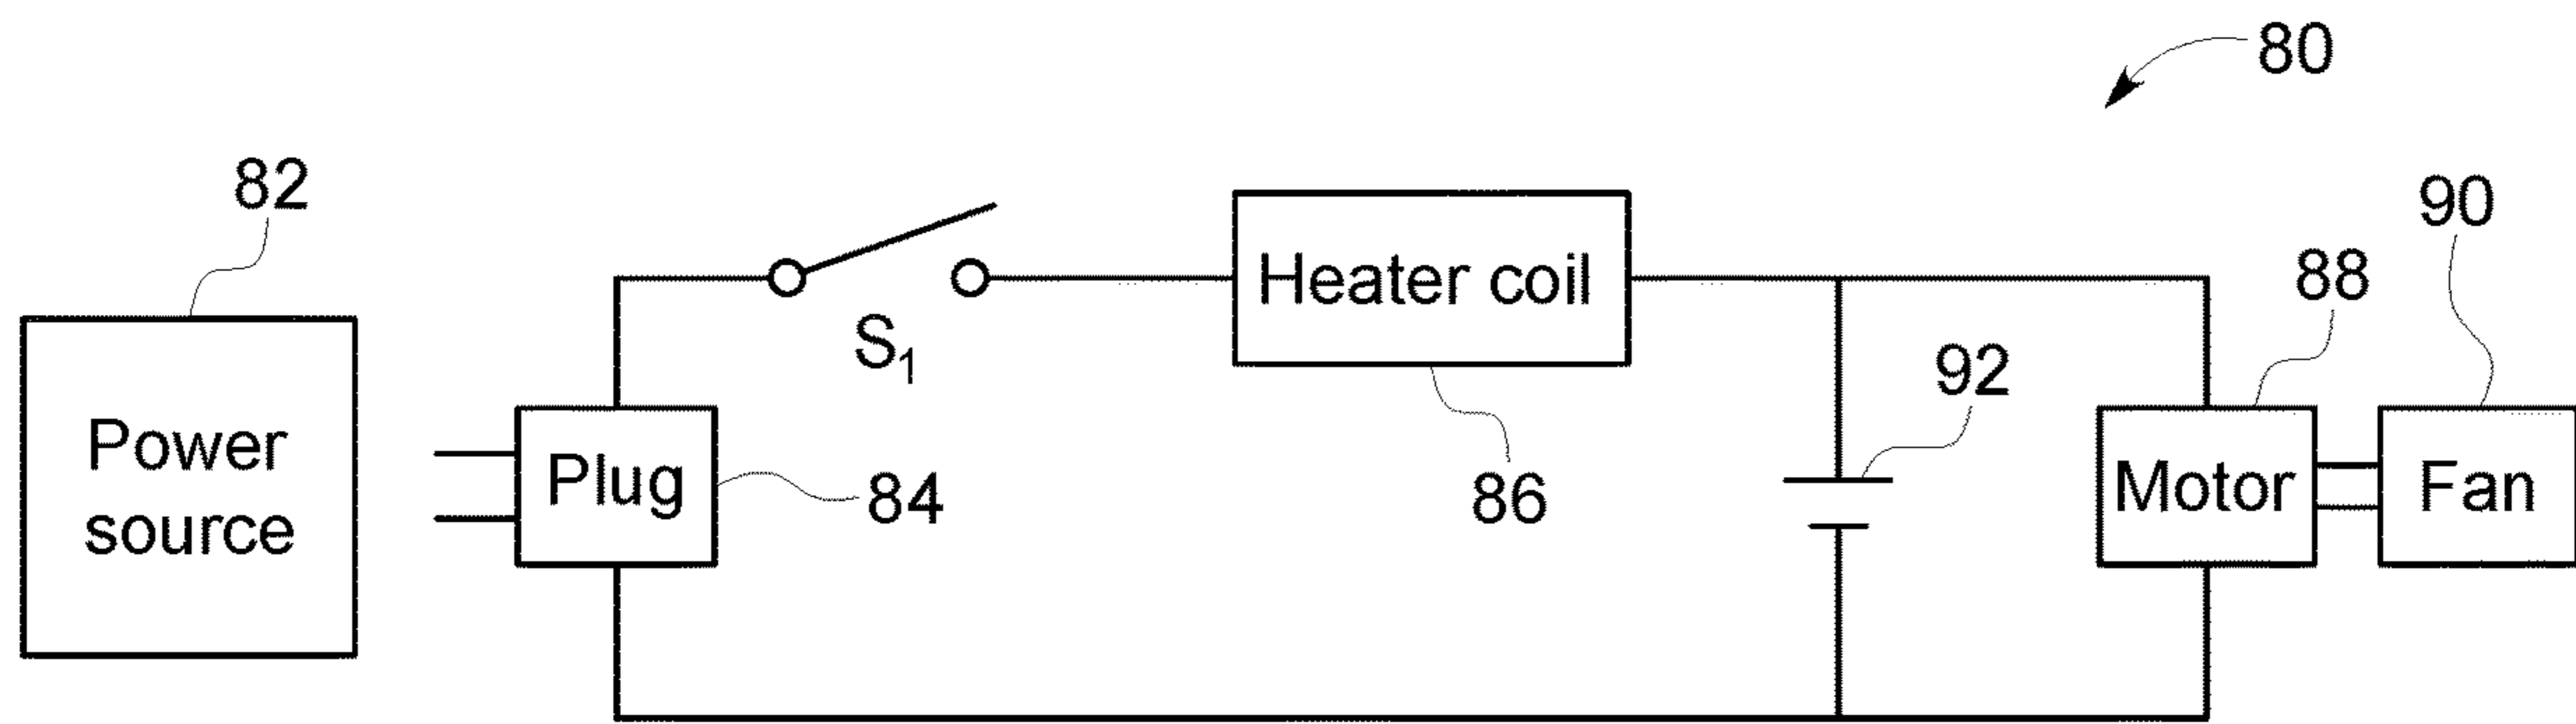 80
82
90
Heater coil
88
S₁
92
Power
source
Plug
84
86
Motor
Fan